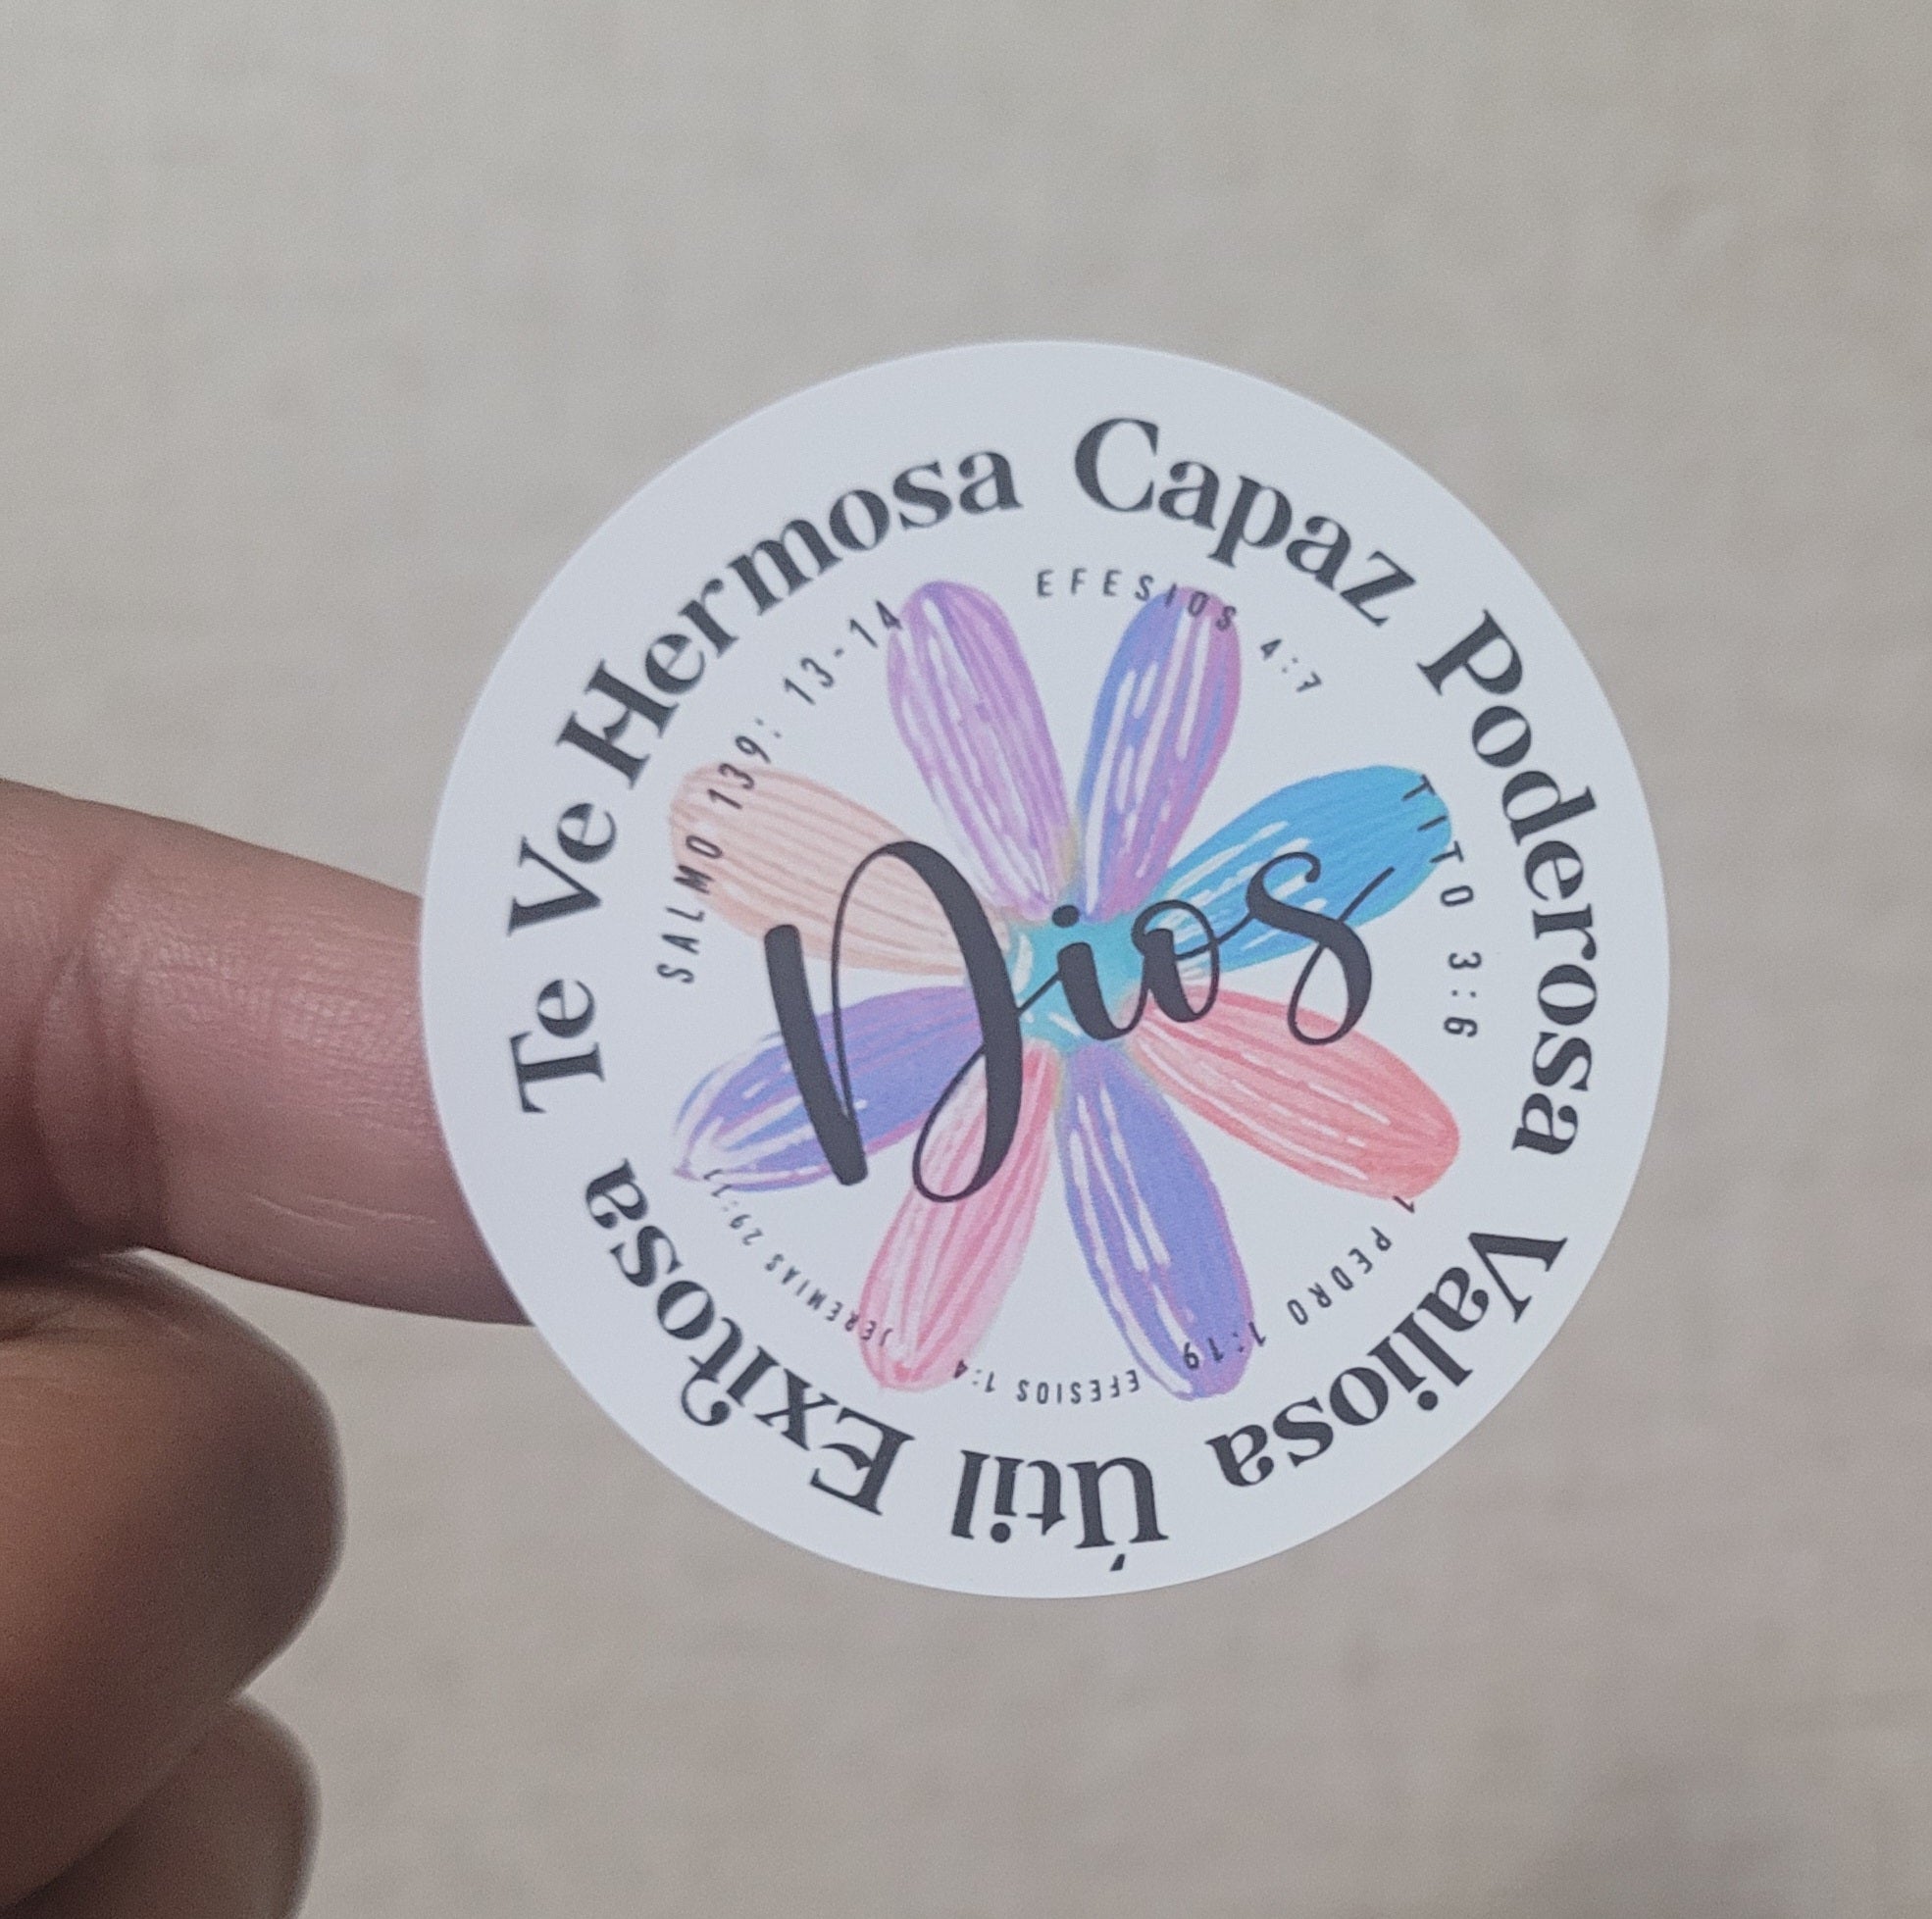 Dios
Te Ve Hermosa Capaz Poderosa Valiosa Útil Exitosa
SALMO 139: 13-14
EFESIOS 4:7
TITO 3:6
1 PEDRO 1:19
EFESIOS 1:4
JEREMIAS 29:11